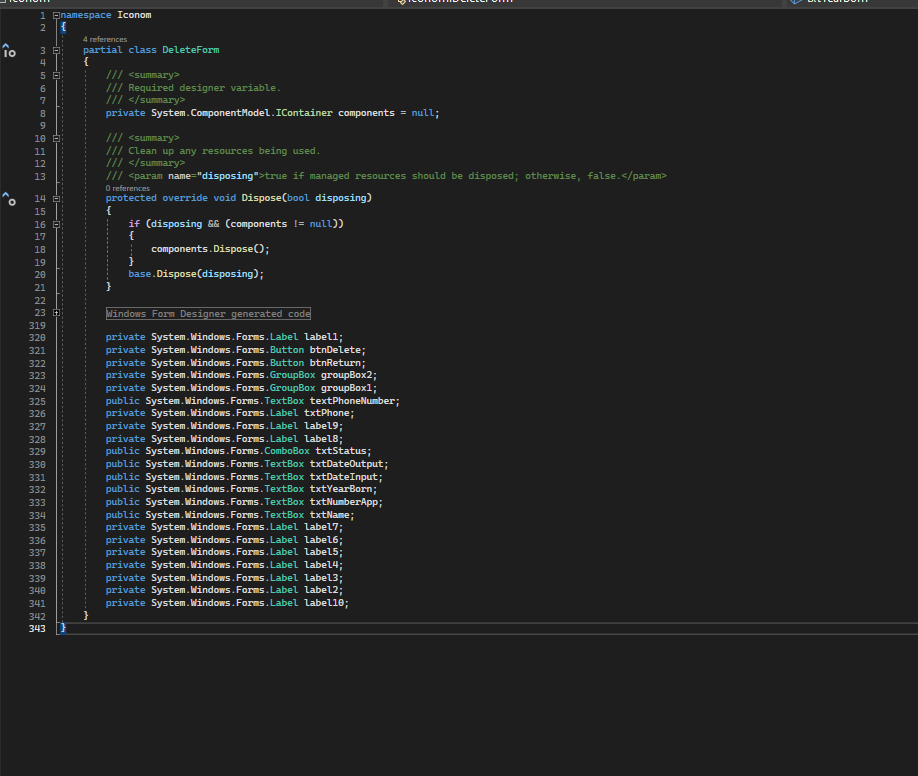 1 namespace Iconom
2 {
4 references
3 partial class DeleteForm
4 {
5 /// <summary>
6 /// Required designer variable.
7 /// </summary>
8 private System.ComponentModel.IContainer components = null;
9
10 /// <summary>
11 /// Clean up any resources being used.
12 /// </summary>
13 /// <param name="disposing">true if managed resources should be disposed; otherwise, false.</param>
0 references
14 protected override void Dispose(bool disposing)
15 {
16 if (disposing && (components != null))
17 {
18 components.Dispose();
19 }
20 base.Dispose(disposing);
21 }
22
23 Windows Form Designer generated code
319
320 private System.Windows.Forms.Label label1;
321 private System.Windows.Forms.Button btnDelete;
322 private System.Windows.Forms.Button btnReturn;
323 private System.Windows.Forms.GroupBox groupBox2;
324 private System.Windows.Forms.GroupBox groupBox1;
325 public System.Windows.Forms.TextBox textPhoneNumber;
326 private System.Windows.Forms.Label txtPhone;
327 private System.Windows.Forms.Label label9;
328 private System.Windows.Forms.Label label8;
329 public System.Windows.Forms.ComboBox txtStatus;
330 public System.Windows.Forms.TextBox txtDateOutput;
331 public System.Windows.Forms.TextBox txtDateInput;
332 public System.Windows.Forms.TextBox txtYearBorn;
333 public System.Windows.Forms.TextBox txtNumberApp;
334 public System.Windows.Forms.TextBox txtName;
335 private System.Windows.Forms.Label label7;
336 private System.Windows.Forms.Label label6;
337 private System.Windows.Forms.Label label5;
338 private System.Windows.Forms.Label label4;
339 private System.Windows.Forms.Label label3;
340 private System.Windows.Forms.Label label2;
341 private System.Windows.Forms.Label label10;
342 }
343 }